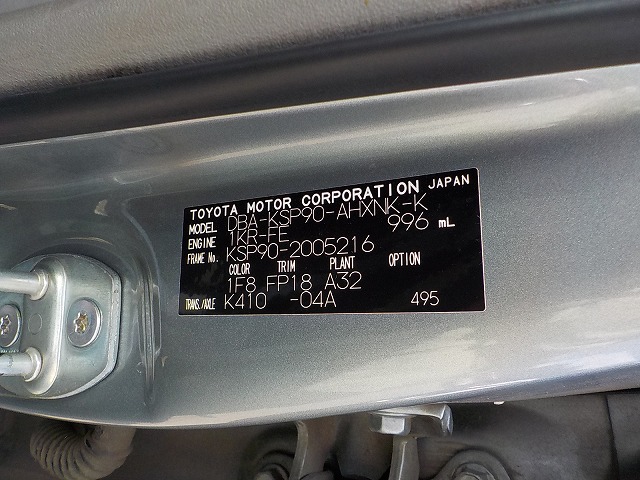 TOYOTA MOTOR CORPORATION JAPAN
MODEL DBA-KSP90-AHXNK-K
ENGINE 1KR-FE 996 mL
FRAME No. KSP90-2005216
COLOR TRIM PLANT OPTION
1F8 FP18 A32
TRANS./AXLE K410 -04A 495